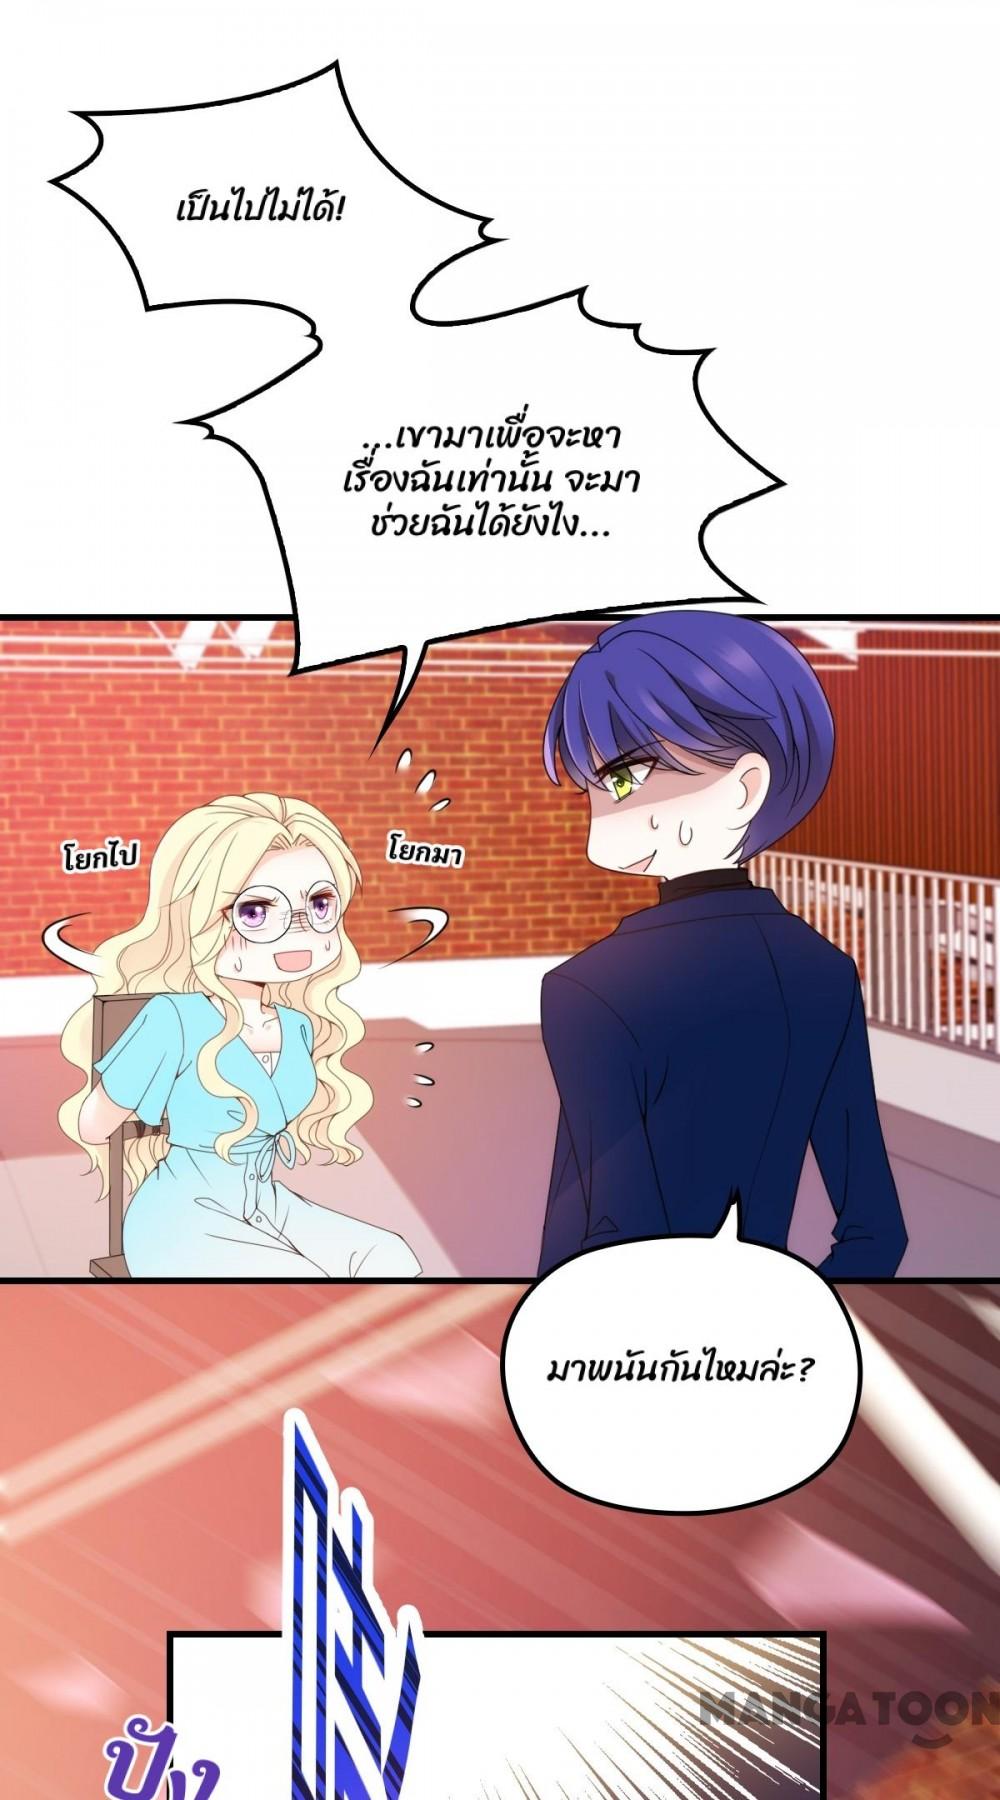 เป็นไปไม่ได้!
...เขามาเพื่อจะหา
เรื่องฉันเท่านั้น จะมา
ช่วยฉันได้ยังไง...
โยกไป
โยกมา
มาพนันกันไหมล่ะ?
MANGATOON
ปัง